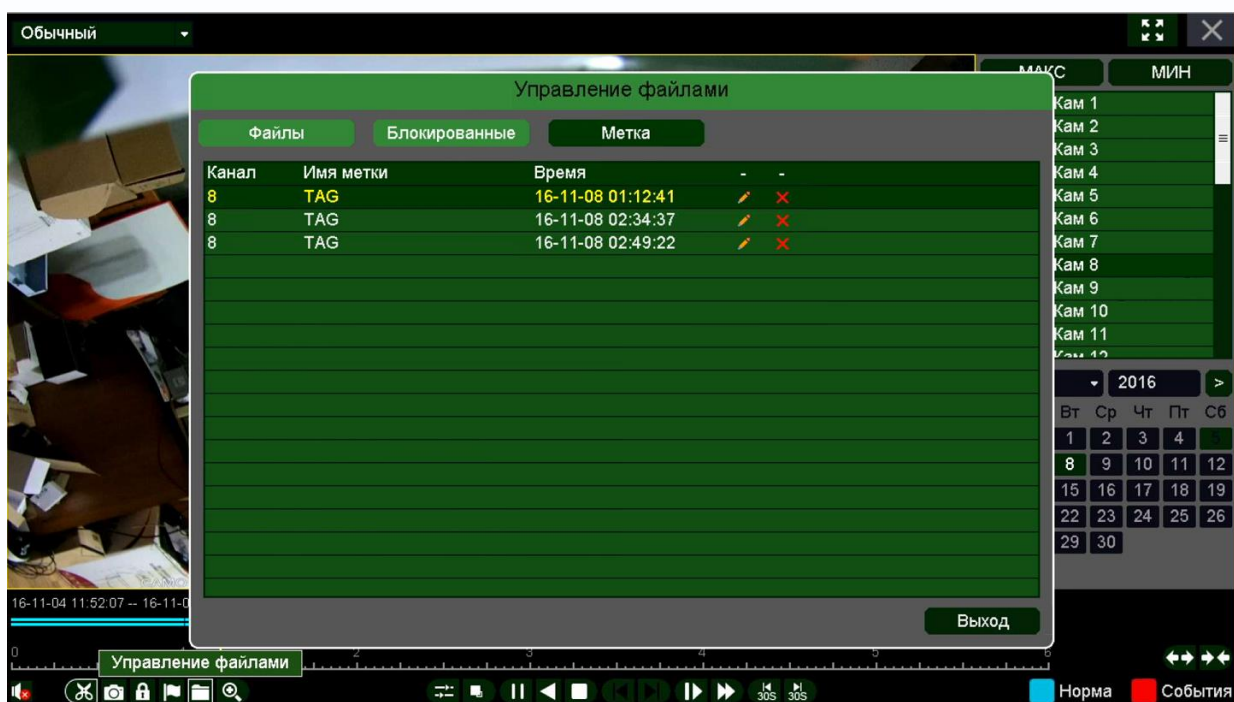 Обычный
МАКС МИН
Управление файлами
Файлы Блокированные Метка
Канал Имя метки Время - -
8 TAG 16-11-08 01:12:41
8 TAG 16-11-08 02:34:37
8 TAG 16-11-08 02:49:22
Выход
Кам 1
Кам 2
Кам 3
Кам 4
Кам 5
Кам 6
Кам 7
Кам 8
Кам 9
Кам 10
Кам 11
Кам 12
2016 >
Вт Ср Чт Пт Сб
1 2 3 4 5
8 9 10 11 12
15 16 17 18 19
22 23 24 25 26
29 30
16-11-04 11:52:07 -- 16-11-0
0 2 3 4 5 6
Управление файлами
30S 30S
Норма События